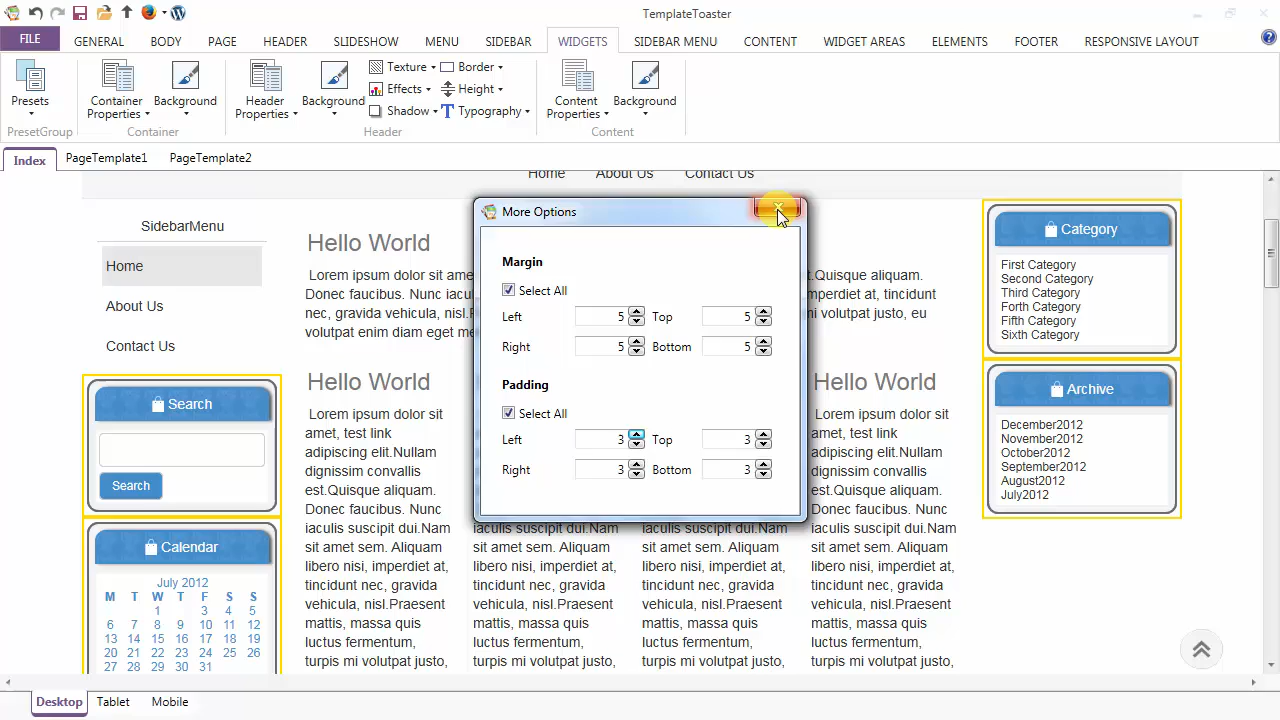 TemplateToaster
FILE GENERAL BODY PAGE HEADER SLIDESHOW MENU SIDEBAR WIDGETS SIDEBAR MENU CONTENT WIDGET AREAS ELEMENTS FOOTER RESPONSIVE LAYOUT
Presets
Container Properties
Background
Header Properties
Background
Texture
Effects
Shadow
Border
Height
Typography
Content Properties
Background
PresetGroup Container Header Content
Index PageTemplate1 PageTemplate2
Home About Us Contact Us
SidebarMenu
Home
About Us
Contact Us
Search
Search
Calendar
July 2012
M T W T F S S
1 3 4 5
6 7 8 9 10 11 12
13 14 15 16 17 18 19
20 21 22 23 24 25 26
27 28 29 30 31
Hello World
Lorem ipsum dolor sit ame
Donec faucibus. Nunc iacu
nec, gravida vehicula, nisl.P
volutpat enim diam eget me
.Quisque aliquam.
imperdiet at, tincidunt
mi volutpat justo, eu
Hello World
Lorem ipsum dolor sit
amet, test link
adipiscing elit.Nullam
dignissim convallis
est.Quisque aliquam.
Donec faucibus. Nunc
iaculis suscipit dui.Nam
sit amet sem. Aliquam
libero nisi, imperdiet at,
tincidunt nec, gravida
vehicula, nisl.Praesent
mattis, massa quis
luctus fermentum,
turpis mi volutpat justo,
iaculis suscipit dui.Nam
sit amet sem. Aliquam
libero nisi, imperdiet at,
tincidunt nec, gravida
vehicula, nisl.Praesent
mattis, massa quis
luctus fermentum,
turpis mi volutpat justo,
iaculis suscipit dui.Nam
sit amet sem. Aliquam
libero nisi, imperdiet at,
tincidunt nec, gravida
vehicula, nisl.Praesent
mattis, massa quis
luctus fermentum,
turpis mi volutpat justo,
Hello World
Lorem ipsum dolor sit
amet, test link
adipiscing elit.Nullam
dignissim convallis
est.Quisque aliquam.
Donec faucibus. Nunc
iaculis suscipit dui.Nam
sit amet sem. Aliquam
libero nisi, imperdiet at,
tincidunt nec, gravida
vehicula, nisl.Praesent
mattis, massa quis
luctus fermentum,
turpis mi volutpat justo,
More Options
Margin
Select All
Left 5 Top 5
Right 5 Bottom 5
Padding
Select All
Left 3 Top 3
Right 3 Bottom 3
Category
First Category
Second Category
Third Category
Forth Category
Fifth Category
Sixth Category
Archive
December2012
November2012
October2012
September2012
August2012
July2012
Desktop Tablet Mobile